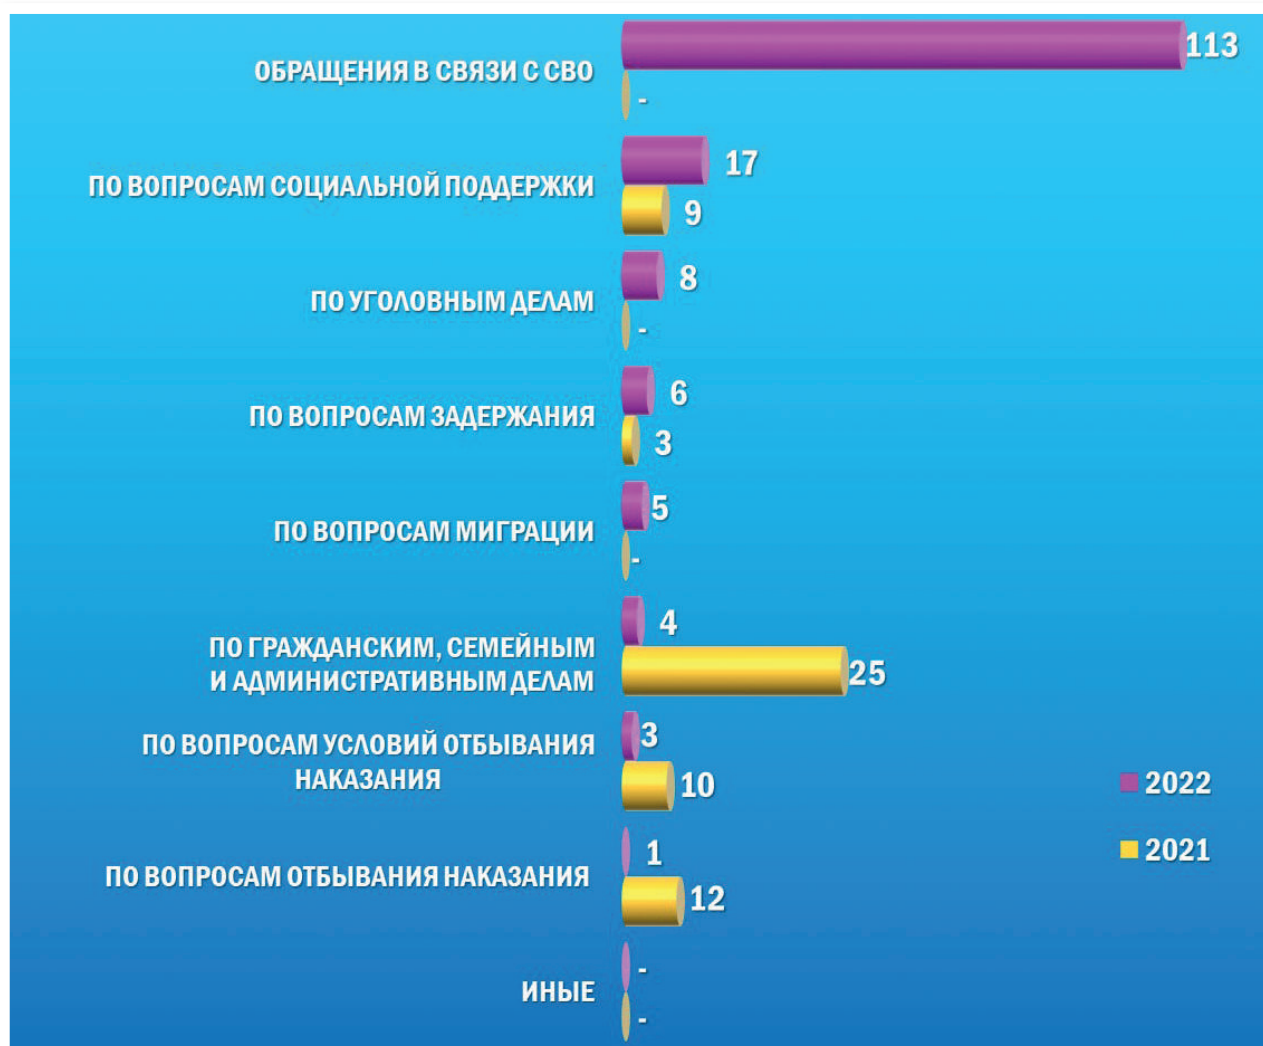 ОБРАЩЕНИЯ В СВЯЗИ С СВО
113
-
ПО ВОПРОСАМ СОЦИАЛЬНОЙ ПОДДЕРЖКИ
17
9
ПО УГОЛОВНЫМ ДЕЛАМ
8
-
ПО ВОПРОСАМ ЗАДЕРЖАНИЯ
6
3
ПО ВОПРОСАМ МИГРАЦИИ
5
-
ПО ГРАЖДАНСКИМ, СЕМЕЙНЫМ
И АДМИНИСТРАТИВНЫМ ДЕЛАМ
4
25
ПО ВОПРОСАМ УСЛОВИЙ ОТБЫВАНИЯ
НАКАЗАНИЯ
3
10
ПО ВОПРОСАМ ОТБЫВАНИЯ НАКАЗАНИЯ
1
12
ИНЫЕ
-
-
2022
2021